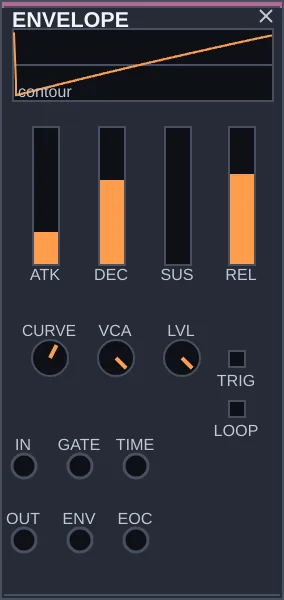 ENVELOPE
contour
ATK DEC SUS REL
CURVE VCA LVL
TRIG
LOOP
IN GATE TIME
OUT ENV EOC